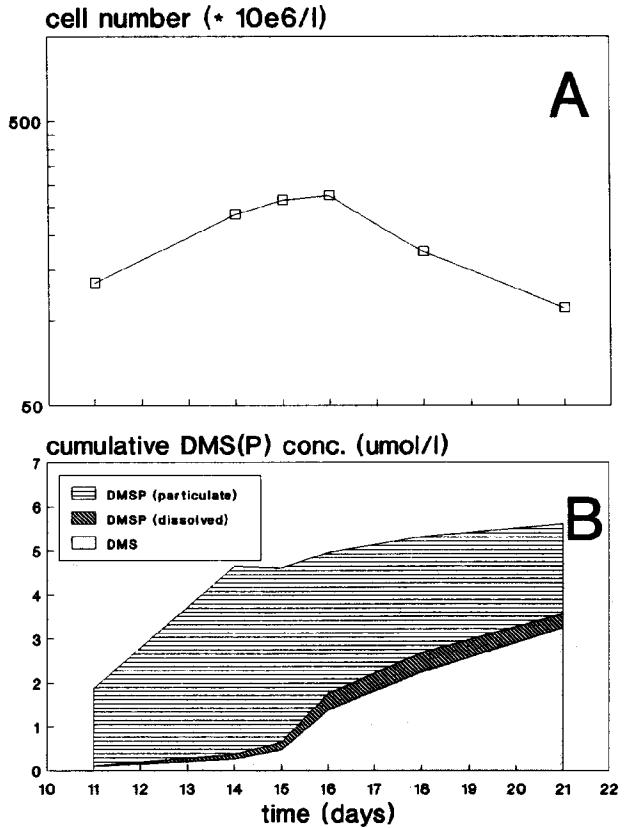 cell number (* 10e6/l)
A
500
50
cumulative DMS(P) conc. (umol/l)
7
6
5
4
3
2
1
0
DMSP (particulate)
DMSP (dissolved)
DMS
B
10 11 12 13 14 15 16 17 18 19 20 21 22
time (days)